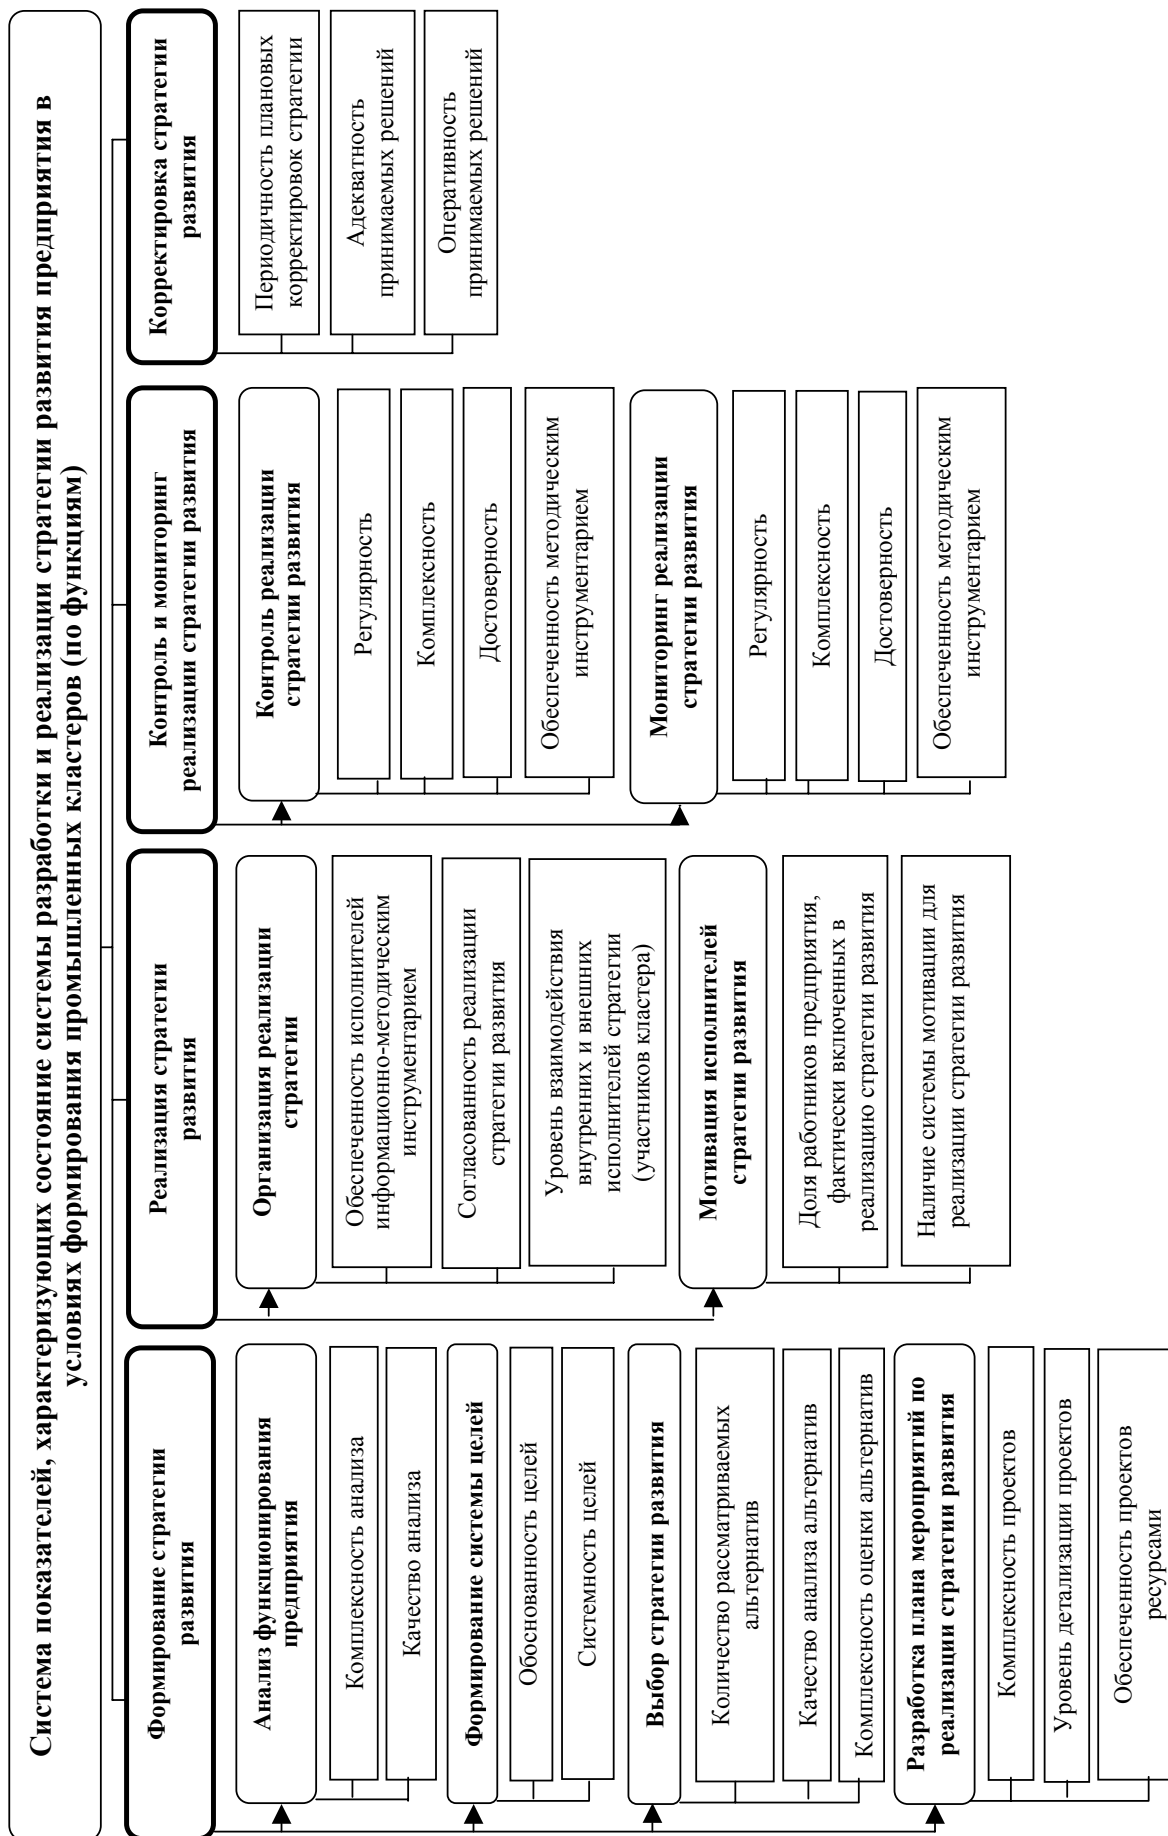 Система показателей, характеризующих состояние системы разработки и реализации стратегии развития предприятия в
условиях формирования промышленных кластеров (по функциям)
Формирование стратегии
развития
Анализ функционирования
предприятия
Комплексность анализа
Качество анализа
Формирование системы целей
Обоснованность целей
Системность целей
Выбор стратегии развития
Количество рассматриваемых
альтернатив
Качество анализа альтернатив
Комплексность оценки альтернатив
Разработка плана мероприятий по
реализации стратегии развития
Комплексность проектов
Уровень детализации проектов
Обеспеченность проектов
ресурсами
Реализация стратегии
развития
Организация реализации
стратегии
Обеспеченность исполнителей
информационно-методическим
инструментарием
Согласованность реализации
стратегии развития
Уровень взаимодействия
внутренних и внешних
исполнителей стратегии
(участников кластера)
Мотивация исполнителей
стратегии развития
Доля работников предприятия,
фактически включенных в
реализацию стратегии развития
Наличие системы мотивации для
реализации стратегии развития
Контроль и мониторинг
реализации стратегии развития
Контроль реализации
стратегии развития
Регулярность
Комплексность
Достоверность
Обеспеченность методическим
инструментарием
Мониторинг реализации
стратегии развития
Регулярность
Комплексность
Достоверность
Обеспеченность методическим
инструментарием
Корректировка стратегии
развития
Периодичность плановых
корректировок стратегии
Адекватность
принимаемых решений
Оперативность
принимаемых решений